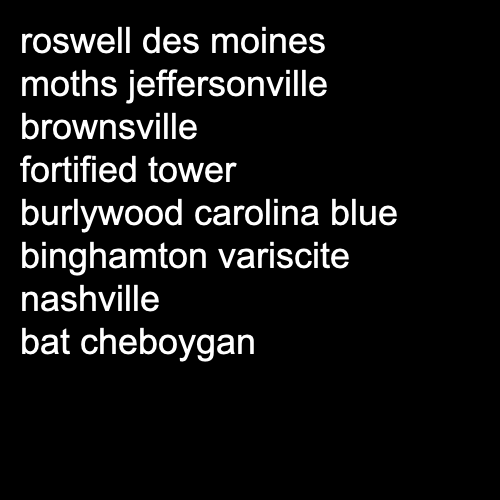 roswell des moines
moths jeffersonville
brownsville
fortified tower
burlywood carolina blue
binghamton variscite
nashville
bat cheboygan